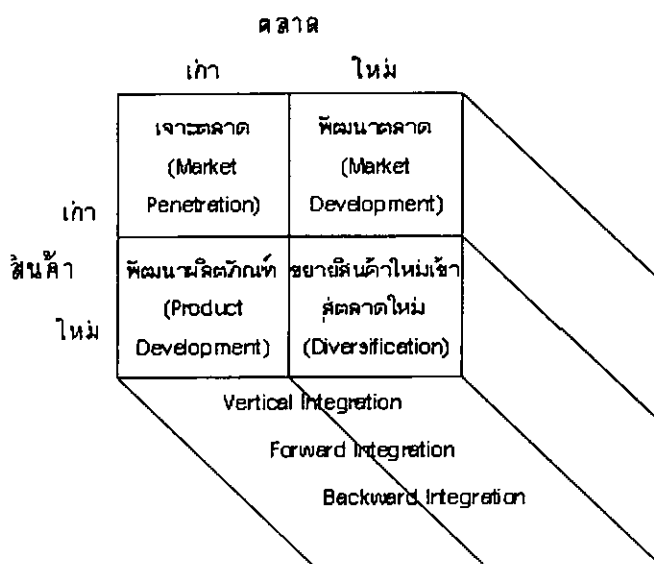 ตลาด
เก่า ใหม่
เจาะตลาด
(Market
Penetration)
พัฒนาตลาด
(Market
Development)
เก่า
สินค้า
ใหม่
พัฒนาผลิตภัณฑ์
(Product
Development)
ขยายสินค้าใหม่เข้า
สู่ตลาดใหม่
(Diversification)
Vertical Integration
Forward Integration
Backward Integration